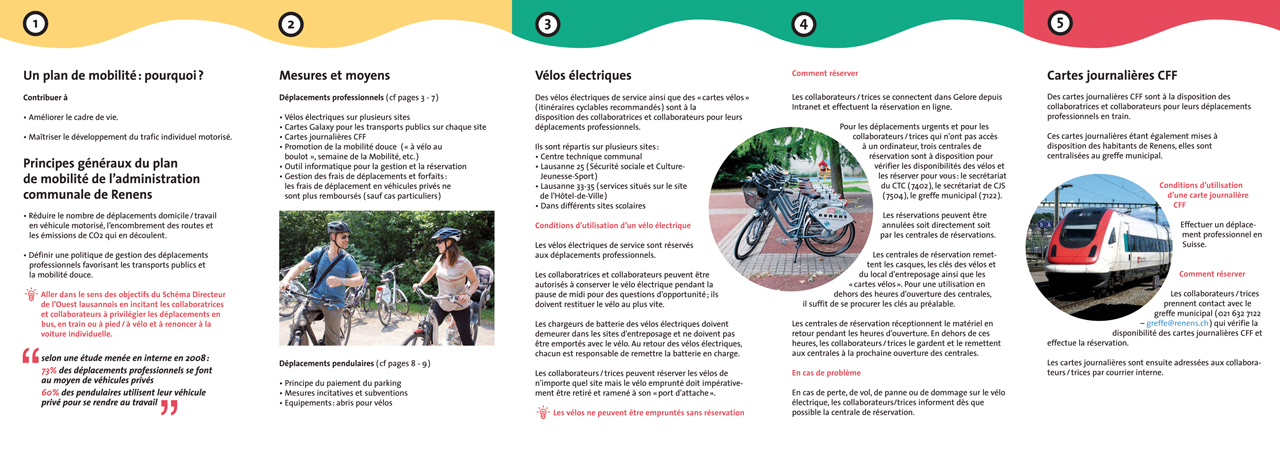 1
Un plan de mobilité : pourquoi ?
Contribuer à
• Améliorer le cadre de vie.
• Maîtriser le développement du trafic individuel motorisé.
Principes généraux du plan
de mobilité de l'administration
communale de Renens
• Réduire le nombre de déplacements domicile / travail
en véhicule motorisé, l'encombrement des routes et
les émissions de CO2 qui en découlent.
• Définir une politique de gestion des déplacements
professionnels favorisant les transports publics et
la mobilité douce.
Aller dans le sens des objectifs du Schéma Directeur
de l'Ouest lausannois en incitant les collaboratrices
et collaborateurs à privilégier les déplacements en
bus, en train ou à pied / à vélo et à renoncer à la
voiture individuelle.
selon une étude menée en interne en 2008 :
73% des déplacements professionnels se font
au moyen de véhicules privés
60% des pendulaires utilisent leur véhicule
privé pour se rendre au travail
2
Mesures et moyens
Déplacements professionnels (cf pages 3 - 7)
• Vélos électriques sur plusieurs sites
• Cartes Galaxy pour les transports publics sur chaque site
• Cartes journalières CFF
• Promotion de la mobilité douce (« à vélo au
boulot », semaine de la Mobilité, etc.)
• Outil informatique pour la gestion et la réservation
• Gestion des frais de déplacements et forfaits :
les frais de déplacement en véhicules privés ne
sont plus remboursés (sauf cas particuliers)
Déplacements pendulaires (cf pages 8 - 9)
• Principe du paiement du parking
• Mesures incitatives et subventions
• Equipements : abris pour vélos
3
Vélos électriques
Des vélos électriques de service ainsi que des « cartes vélos »
(itinéraires cyclables recommandés) sont à la
disposition des collaboratrices et collaborateurs pour leurs
déplacements professionnels.
Ils sont répartis sur plusieurs sites :
• Centre technique communal
• Lausanne 25 (Sécurité sociale et Culture-
Jeunesse-Sport)
• Lausanne 33-35 (services situés sur le site
de l'Hôtel-de-Ville)
• Dans différents sites scolaires
Conditions d'utilisation d'un vélo électrique
Les vélos électriques de service sont réservés
aux déplacements professionnels.
Les collaboratrices et collaborateurs peuvent être
autorisés à conserver le vélo électrique pendant la
pause de midi pour des questions d'opportunité ; ils
doivent restituer le vélo au plus vite.
Les chargeurs de batterie des vélos électriques doivent
demeurer dans les sites d'entreposage et ne doivent pas
être emportés avec le vélo. Au retour des vélos électriques,
chacun est responsable de remettre la batterie en charge.
Les collaborateurs / trices peuvent réserver les vélos de
n'importe quel site mais le vélo emprunté doit impérative-
ment être retiré et ramené à son « port d'attache ».
Les vélos ne peuvent être empruntés sans réservation
4
Comment réserver
Les collaborateurs / trices se connectent dans Gelore depuis
Intranet et effectuent la réservation en ligne.
Pour les déplacements urgents et pour les
collaborateurs / trices qui n'ont pas accès
à un ordinateur, trois centrales de
réservation sont à disposition pour
vérifier les disponibilités des vélos et
les réserver pour vous : le secrétariat
du CTC (7402), le secrétariat de CJS
(7504), le greffe municipal (7122).
Les réservations peuvent être
annulées soit directement soit
par les centrales de réservations.
Les centrales de réservation remet-
tent les casques, les clés des vélos et
du local d'entreposage ainsi que les
« cartes vélos ». Pour une utilisation en
dehors des heures d'ouverture des centrales,
il suffit de se procurer les clés au préalable.
Les centrales de réservation réceptionnent le matériel en
retour pendant les heures d'ouverture. En dehors de ces
heures, les collaborateurs / trices le gardent et le remettent
aux centrales à la prochaine ouverture des centrales.
En cas de problème
En cas de perte, de vol, de panne ou de dommage sur le vélo
électrique, les collaborateurs/trices informent dès que
possible la centrale de réservation.
5
Cartes journalières CFF
Des cartes journalières CFF sont à la disposition des
collaboratrices et collaborateurs pour leurs déplacements
professionnels en train.
Ces cartes journalières étant également mises à
disposition des habitants de Renens, elles sont
centralisées au greffe municipal.
Conditions d'utilisation
d'une carte journalière
CFF
Effectuer un déplace-
ment professionnel en
Suisse.
Comment réserver
Les collaborateurs / trices
prennent contact avec le
greffe municipal (021 632 7122
– greffe@renens.ch) qui vérifie la
disponibilité des cartes journalières CFF et
effectue la réservation.
Les cartes journalières sont ensuite adressées aux collabora-
teurs / trices par courrier interne.